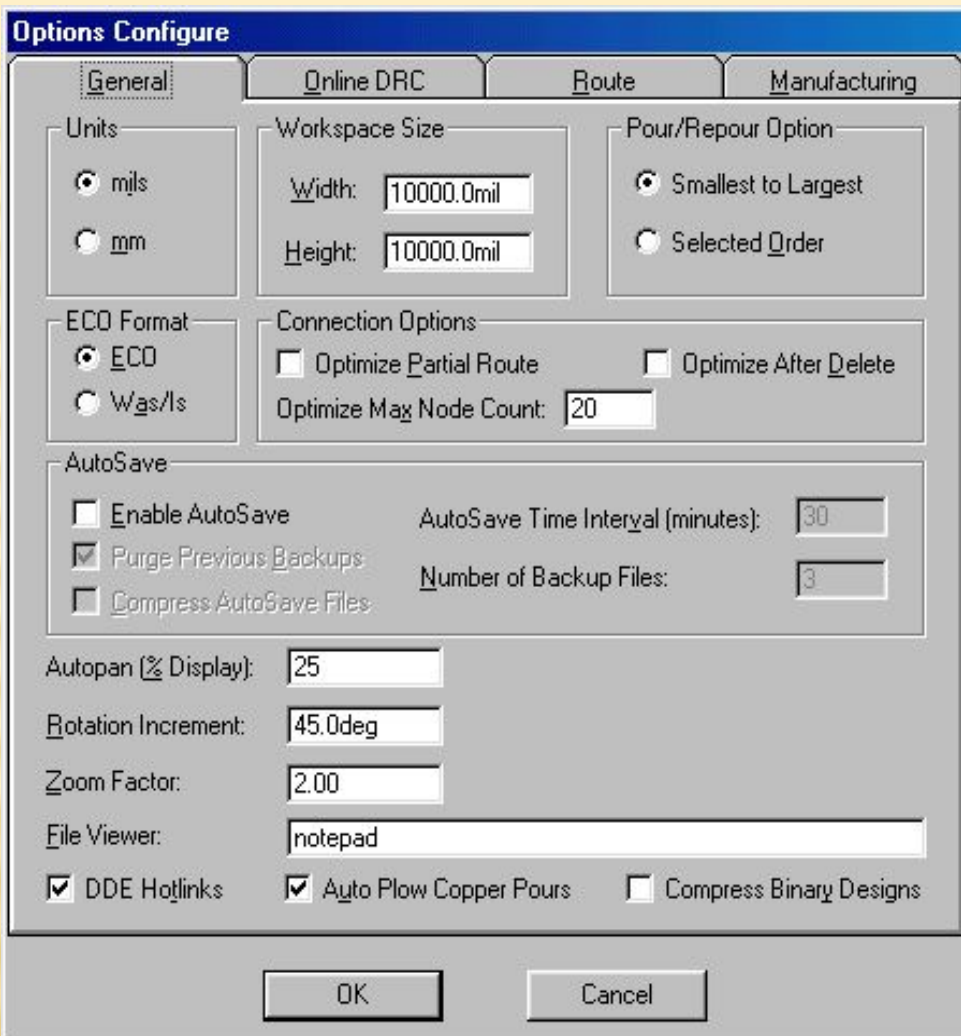 Options Configure
General Online DRC Route Manufacturing
Units
mils
mm
Workspace Size
Width: 10000.0mil
Height: 10000.0mil
Pour/Repour Option
Smallest to Largest
Selected Order
ECO Format
ECO
Was/Is
Connection Options
Optimize Partial Route Optimize After Delete
Optimize Max Node Count: 20
AutoSave
Enable AutoSave
Purge Previous Backups
Compress AutoSave Files
AutoSave Time Interval (minutes): 30
Number of Backup Files: 3
Autopan (% Display): 25
Rotation Increment: 45.0deg
Zoom Factor: 2.00
File Viewer: notepad
DDE Hotlinks Auto Plow Copper Pours Compress Binary Designs
OK Cancel